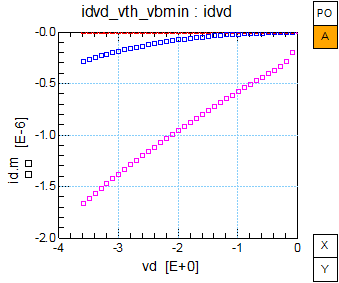 idvd_vth_vbmin : idvd
PO
A
-0.0
-0.5
-1.0
-1.5
-2.0
id.m [E-6]
-4 -3 -2 -1 0
vd [E+0]
X
Y